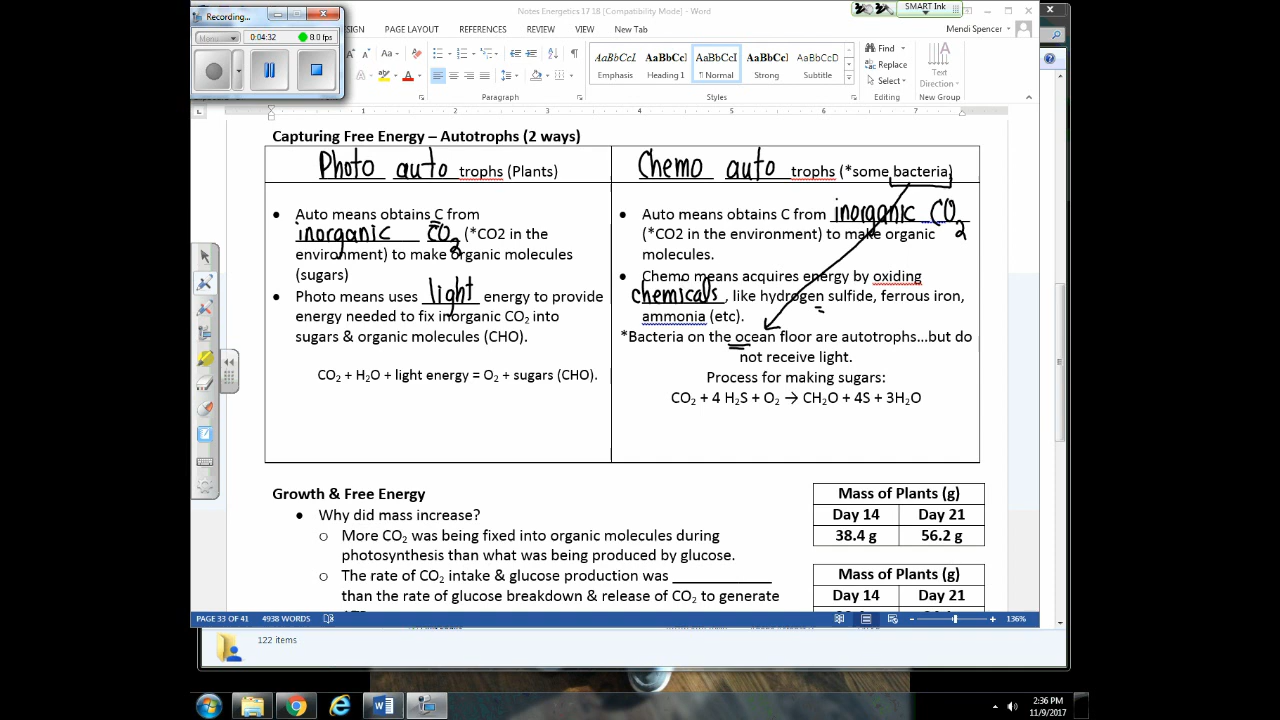 Notes Energetics 17 18 [Compatibility Mode] - Word
SMART Ink
Recording...
Menu
0:04:32
8.0 fps
PAGE LAYOUT
REFERENCES
REVIEW
VIEW
New Tab
Mendi Spencer
Aa
AaBbCcI
AaBbCc
AaBbCcI
AaBbCc
AaBbCcD
Emphasis
Heading 1
¶ Normal
Strong
Subtitle
Find
Replace
Select
Text
Direction
Paragraph
Styles
Editing
New Group
1 2 3 4 5 6 7
Capturing Free Energy – Autotrophs (2 ways)
Photo auto trophs (Plants)
Auto means obtains C from
inorganic CO2 (*CO2 in the
environment) to make organic molecules
(sugars)
Photo means uses light energy to provide
energy needed to fix inorganic CO2 into
sugars & organic molecules (CHO).
CO2 + H2O + light energy = O2 + sugars (CHO).
Chemo auto trophs (*some bacteria)
Auto means obtains C from inorganic CO2
(*CO2 in the environment) to make organic
molecules.
Chemo means acquires energy by oxiding
chemicals, like hydrogen sulfide, ferrous iron,
ammonia (etc).
*Bacteria on the ocean floor are autotrophs...but do
not receive light.
Process for making sugars:
CO2 + 4 H2S + O2 → CH2O + 4S + 3H2O
Growth & Free Energy
Why did mass increase?
More CO2 was being fixed into organic molecules during
photosynthesis than what was being produced by glucose.
The rate of CO2 intake & glucose production was ____________
than the rate of glucose breakdown & release of CO2 to generate
Mass of Plants (g)
Day 14 Day 21
38.4 g 56.2 g
Mass of Plants (g)
Day 14 Day 21
PAGE 33 OF 41 4938 WORDS
136%
122 items
2:36 PM
11/9/2017